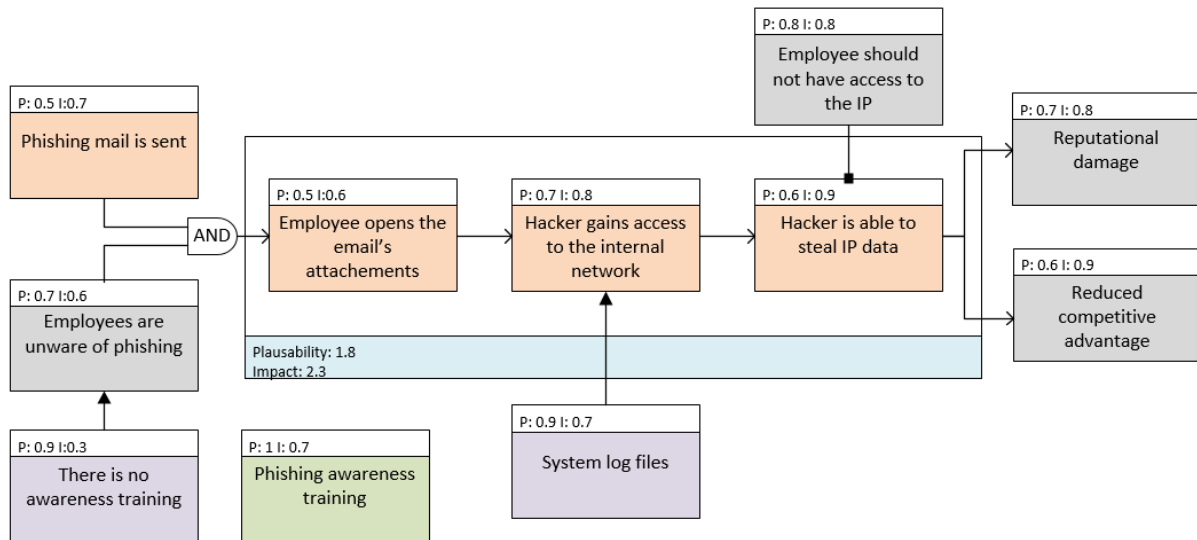 P: 0.8 I: 0.8
Employee should
not have access to
the IP
P: 0.5 I:0.7
Phishing mail is sent
P: 0.7 I: 0.8
Reputational
damage
P: 0.5 I:0.6
Employee opens the
email's
attachements
P: 0.7 I: 0.8
Hacker gains access
to the internal
network
P: 0.6 I: 0.9
Hacker is able to
steal IP data
AND
P: 0.6 I: 0.9
Reduced
competitive
advantage
P: 0.7 I:0.6
Employees are
unware of phishing
Plausability: 1.8
Impact: 2.3
P: 0.9 I:0.3
There is no
awareness training
P: 1 I: 0.7
Phishing awareness
training
P: 0.9 I: 0.7
System log files